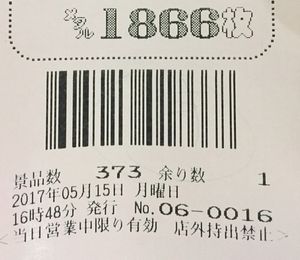 メダル 1866枚
景品数 373 余り数 1
2017年05月15日 月曜日
16時48分 発行 No.06-0016
<当日営業中限り有効 店外持出禁止>